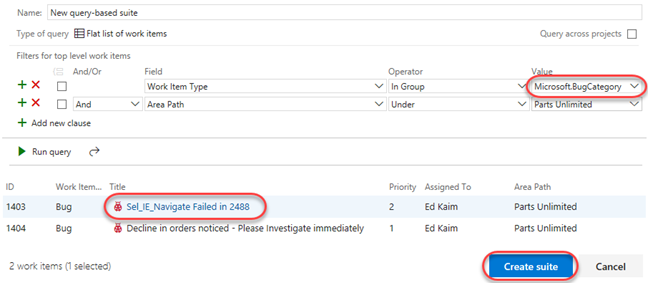 Name: New query-based suite
Type of query Flat list of work items Query across projects
Filters for top level work items
And/Or Field Operator Value
Work Item Type In Group Microsoft.BugCategory
And Area Path Under Parts Unlimited
Add new clause
Run query
ID Work Item... Title Priority Assigned To Area Path
1403 Bug Sel_IE_Navigate Failed in 2488 2 Ed Kaim Parts Unlimited
1404 Bug Decline in orders noticed - Please Investigate immediately 1 Ed Kaim Parts Unlimited
2 work items (1 selected) Create suite Cancel